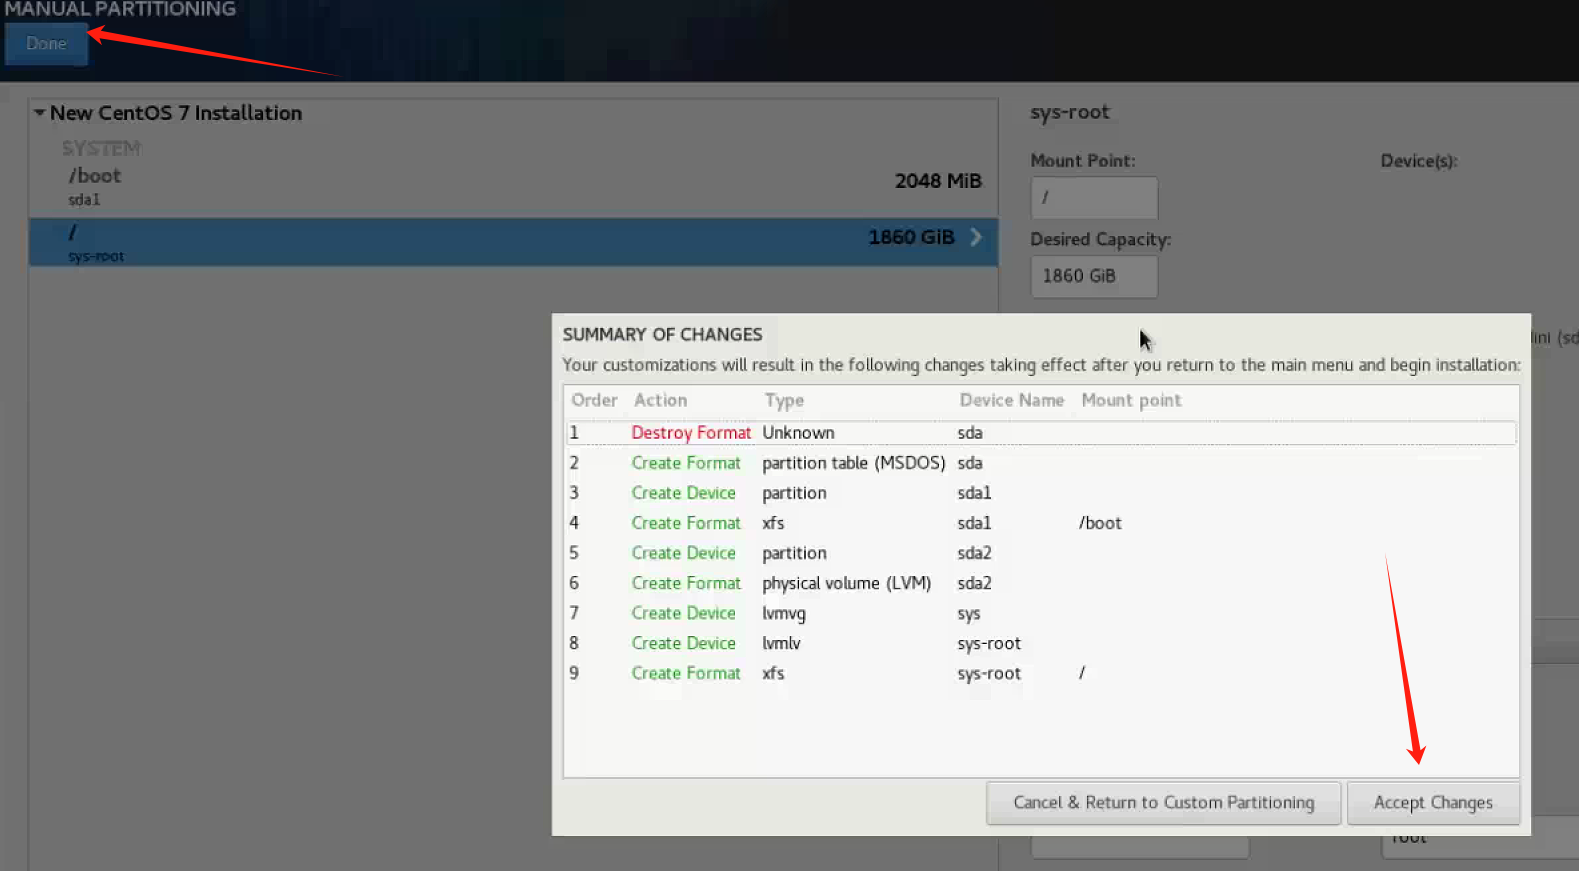 MANUAL PARTITIONING
Done
New CentOS 7 Installation
SYSTEM
/boot
2048 MiB
sda1
/
1860 GiB
sys-root
sys-root
Mount Point:
Device(s):
/
Desired Capacity:
1860 GiB
SUMMARY OF CHANGES
Your customizations will result in the following changes taking effect after you return to the main menu and begin installation:
Order Action Type Device Name Mount point
1 Destroy Format Unknown sda
2 Create Format partition table (MSDOS) sda
3 Create Device partition sda1
4 Create Format xfs sda1 /boot
5 Create Device partition sda2
6 Create Format physical volume (LVM) sda2
7 Create Device lvmvg sys
8 Create Device lvmlv sys-root
9 Create Format xfs sys-root /
Cancel & Return to Custom Partitioning
Accept Changes
root